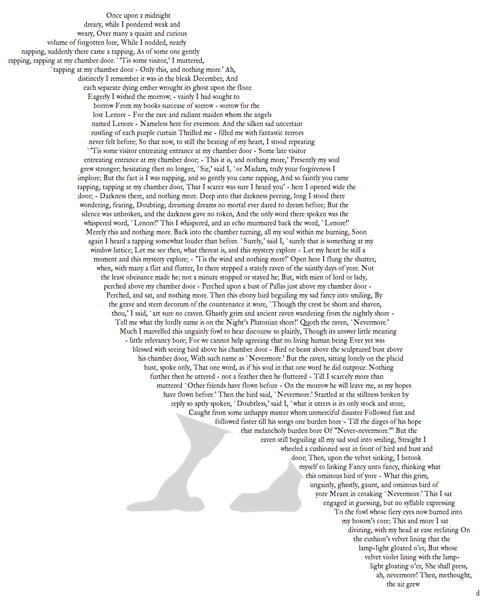 Once upon a midnight
dreary, while I pondered weak and
weary, Over many a quaint and curious
volume of forgotten lore, While I nodded, nearly
napping, suddenly there came a tapping, As of some one gently
rapping, rapping at my chamber door. `'Tis some visitor,' I muttered,
`tapping at my chamber door - Only this, and nothing more.' Ah,
distinctly I remember it was in the bleak December, And
each separate dying ember wrought its ghost upon the floor.
Eagerly I wished the morrow; - vainly I had sought to
borrow From my books surcease of sorrow - sorrow for the
lost Lenore - For the rare and radiant maiden whom the angels
named Lenore - Nameless here for evermore. And the silken sad uncertain
rustling of each purple curtain Thrilled me - filled me with fantastic terrors
never felt before; So that now, to still the beating of my heart, I stood repeating
`'Tis some visitor entreating entrance at my chamber door - Some late visitor
entreating entrance at my chamber door; - This it is, and nothing more,' Presently my soul
grew stronger; hesitating then no longer, `Sir,' said I, `or Madam, truly your forgiveness I
implore; But the fact is I was napping, and so gently you came rapping, And so faintly you came
tapping, tapping at my chamber door, That I scarce was sure I heard you' - here I opened wide the
door; - Darkness there, and nothing more. Deep into that darkness peering, long I stood there
wondering, fearing, Doubting, dreaming dreams no mortal ever dared to dream before; But the
silence was unbroken, and the darkness gave no token, And the only word there spoken was the
whispered word, `Lenore!' This I whispered, and an echo murmured back the word, `Lenore!'
Merely this and nothing more. Back into the chamber turning, all my soul within me burning, Soon
again I heard a tapping somewhat louder than before. `Surely,' said I, `surely that is something at my
window lattice; Let me see then, what thereat is, and this mystery explore - Let my heart be still a
moment and this mystery explore; - 'Tis the wind and nothing more!' Open here I flung the shutter,
when, with many a flirt and flutter, In there stepped a stately raven of the saintly days of yore. Not
the least obeisance made he; not a minute stopped or stayed he; But, with mien of lord or lady,
perched above my chamber door - Perched upon a bust of Pallas just above my chamber door -
Perched, and sat, and nothing more. Then this ebony bird beguiling my sad fancy into smiling, By
the grave and stern decorum of the countenance it wore, `Though thy crest be shorn and shaven,
thou,' I said, `art sure no craven. Ghastly grim and ancient raven wandering from the nightly shore -
Tell me what thy lordly name is on the Night's Plutonian shore!' Quoth the raven, `Nevermore.'
Much I marvelled this ungainly fowl to hear discourse so plainly, Though its answer little meaning
- little relevancy bore; For we cannot help agreeing that no living human being Ever yet was
blessed with seeing bird above his chamber door - Bird or beast above the sculptured bust above
his chamber door, With such name as `Nevermore.' But the raven, sitting lonely on the placid
bust, spoke only, That one word, as if his soul in that one word he did outpour. Nothing
further then he uttered - not a feather then he fluttered - Till I scarcely more than
muttered `Other friends have flown before - On the morrow he will leave me, as my hopes
have flown before.' Then the bird said, `Nevermore.' Startled at the stillness broken by
reply so aptly spoken, `Doubtless,' said I, `what it utters is its only stock and store,
Caught from some unhappy master whom unmerciful disaster Followed fast and
followed faster till his songs one burden bore - Till the dirges of his hope
that melancholy burden bore Of "Never-nevermore."' But the
raven still beguiling all my sad soul into smiling, Straight I
wheeled a cushioned seat in front of bird and bust and
door; Then, upon the velvet sinking, I betook
myself to linking Fancy unto fancy, thinking what
this ominous bird of yore - What this grim,
ungainly, ghastly, gaunt, and ominous bird of
yore Meant in croaking `Nevermore.' This I sat
engaged in guessing, but no syllable expressing
To the fowl whose fiery eyes now burned into
my bosom's core; This and more I sat
divining, with my head at ease reclining On
the cushion's velvet lining that the
lamp-light gloated o'er, But whose
velvet violet lining with the lamp-
light gloating o'er, She shall press,
ah, nevermore! Then, methought,
the air grew
d